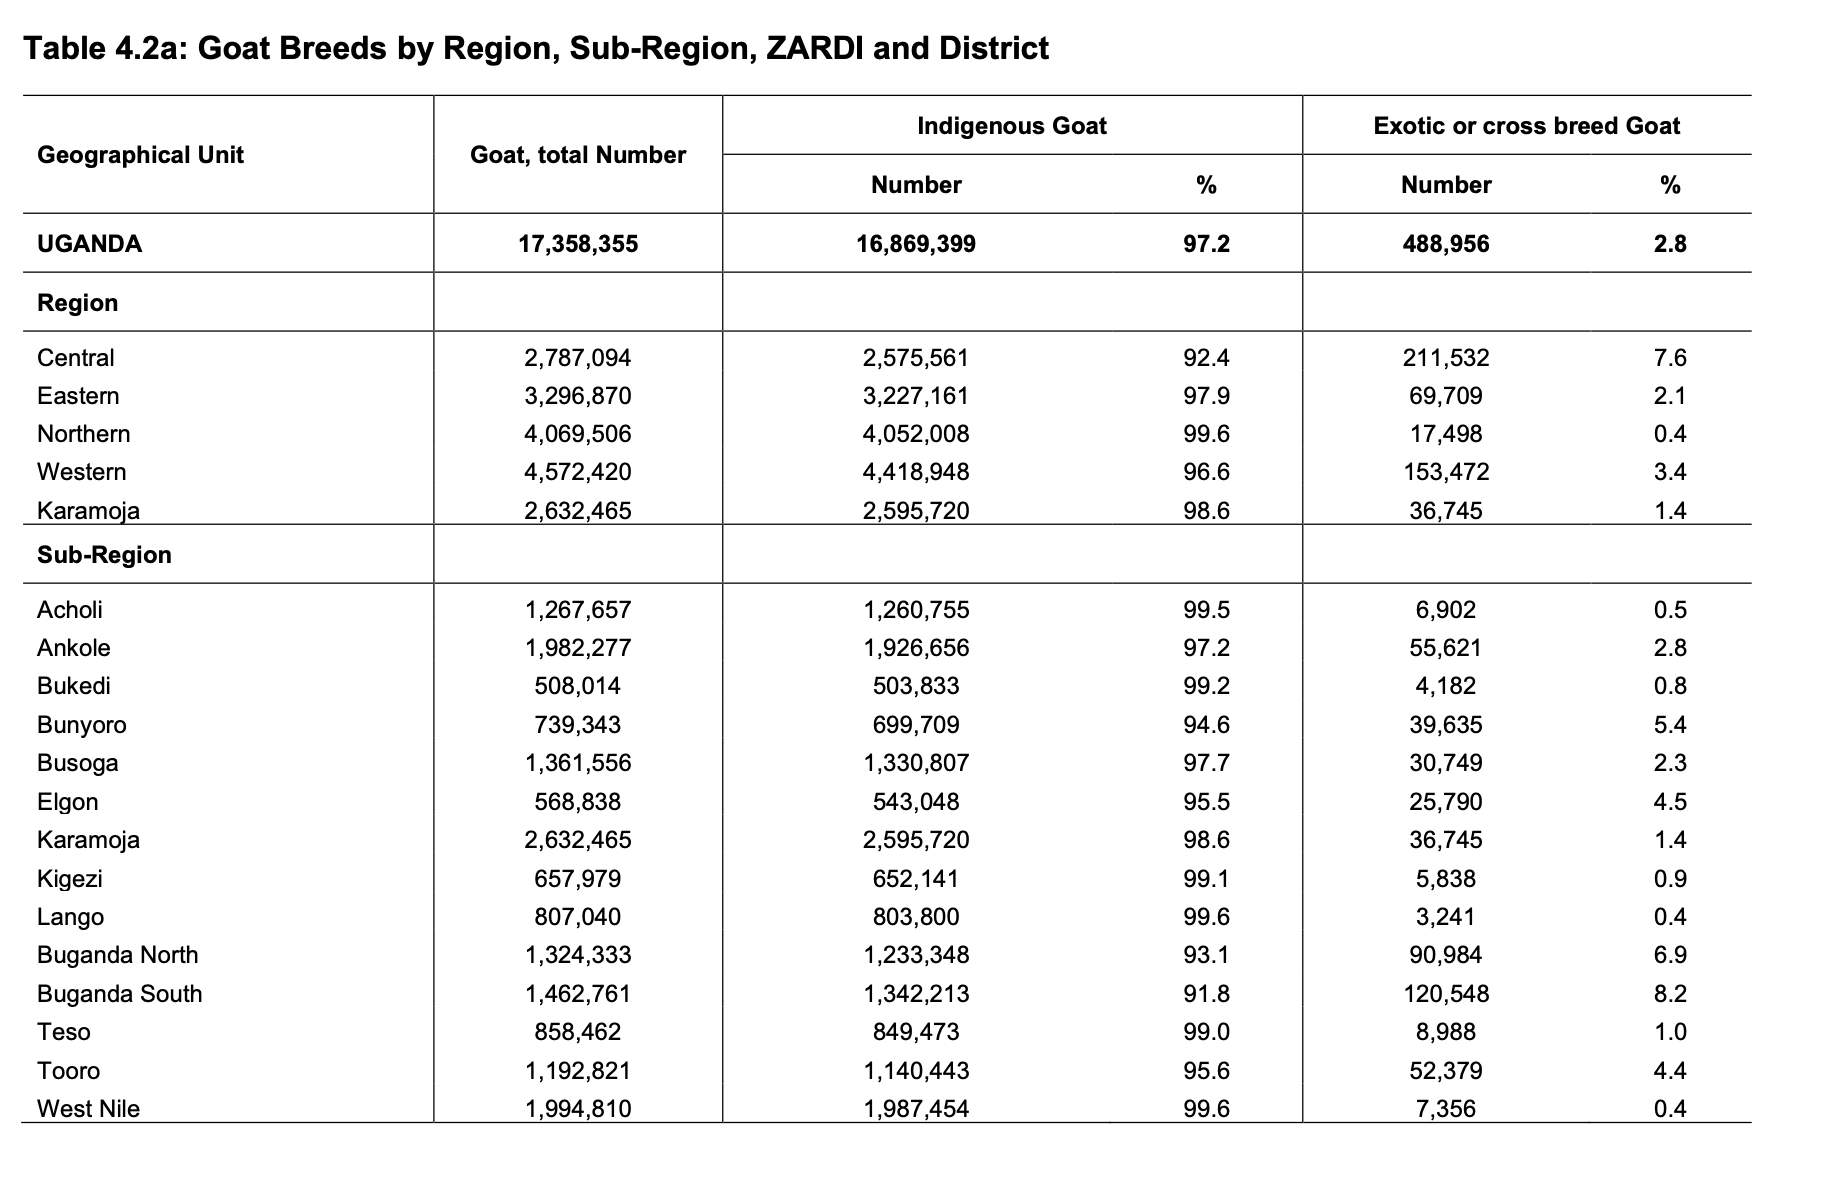 Table 4.2a: Goat Breeds by Region, Sub-Region, ZARDI and District
Geographical Unit Goat, total Number Indigenous Goat Exotic or cross breed Goat
Number % Number %
UGANDA 17,358,355 16,869,399 97.2 488,956 2.8
Region
Central 2,787,094 2,575,561 92.4 211,532 7.6
Eastern 3,296,870 3,227,161 97.9 69,709 2.1
Northern 4,069,506 4,052,008 99.6 17,498 0.4
Western 4,572,420 4,418,948 96.6 153,472 3.4
Karamoja 2,632,465 2,595,720 98.6 36,745 1.4
Sub-Region
Acholi 1,267,657 1,260,755 99.5 6,902 0.5
Ankole 1,982,277 1,926,656 97.2 55,621 2.8
Bukedi 508,014 503,833 99.2 4,182 0.8
Bunyoro 739,343 699,709 94.6 39,635 5.4
Busoga 1,361,556 1,330,807 97.7 30,749 2.3
Elgon 568,838 543,048 95.5 25,790 4.5
Karamoja 2,632,465 2,595,720 98.6 36,745 1.4
Kigezi 657,979 652,141 99.1 5,838 0.9
Lango 807,040 803,800 99.6 3,241 0.4
Buganda North 1,324,333 1,233,348 93.1 90,984 6.9
Buganda South 1,462,761 1,342,213 91.8 120,548 8.2
Teso 858,462 849,473 99.0 8,988 1.0
Tooro 1,192,821 1,140,443 95.6 52,379 4.4
West Nile 1,994,810 1,987,454 99.6 7,356 0.4